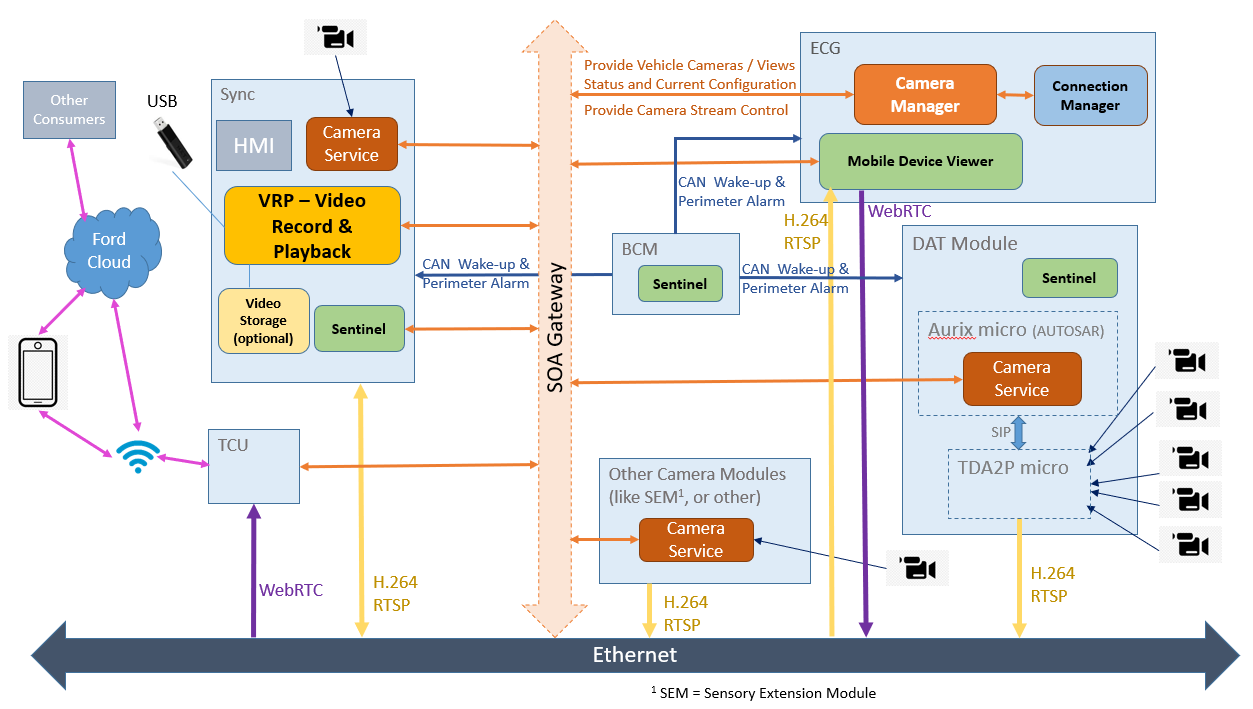 Other
Consumers
USB
Ford
Cloud
Sync
HMI
Camera
Service
VRP – Video
Record &
Playback
Video
Storage
(optional)
Sentinel
TCU
WebRTC
H.264
RTSP
CAN Wake-up &
Perimeter Alarm
SOA Gateway
Provide Vehicle Cameras / Views
Status and Current Configuration
Provide Camera Stream Control
ECG
Camera
Manager
Connection
Manager
Mobile Device Viewer
CAN Wake-up &
Perimeter Alarm
H.264
RTSP
WebRTC
BCM
Sentinel
CAN Wake-up &
Perimeter Alarm
DAT Module
Sentinel
Aurix micro (AUTOSAR)
Camera
Service
SIP
TDA2P micro
H.264
RTSP
Other Camera Modules
(like SEM¹, or other)
Camera
Service
H.264
RTSP
Ethernet
¹ SEM = Sensory Extension Module